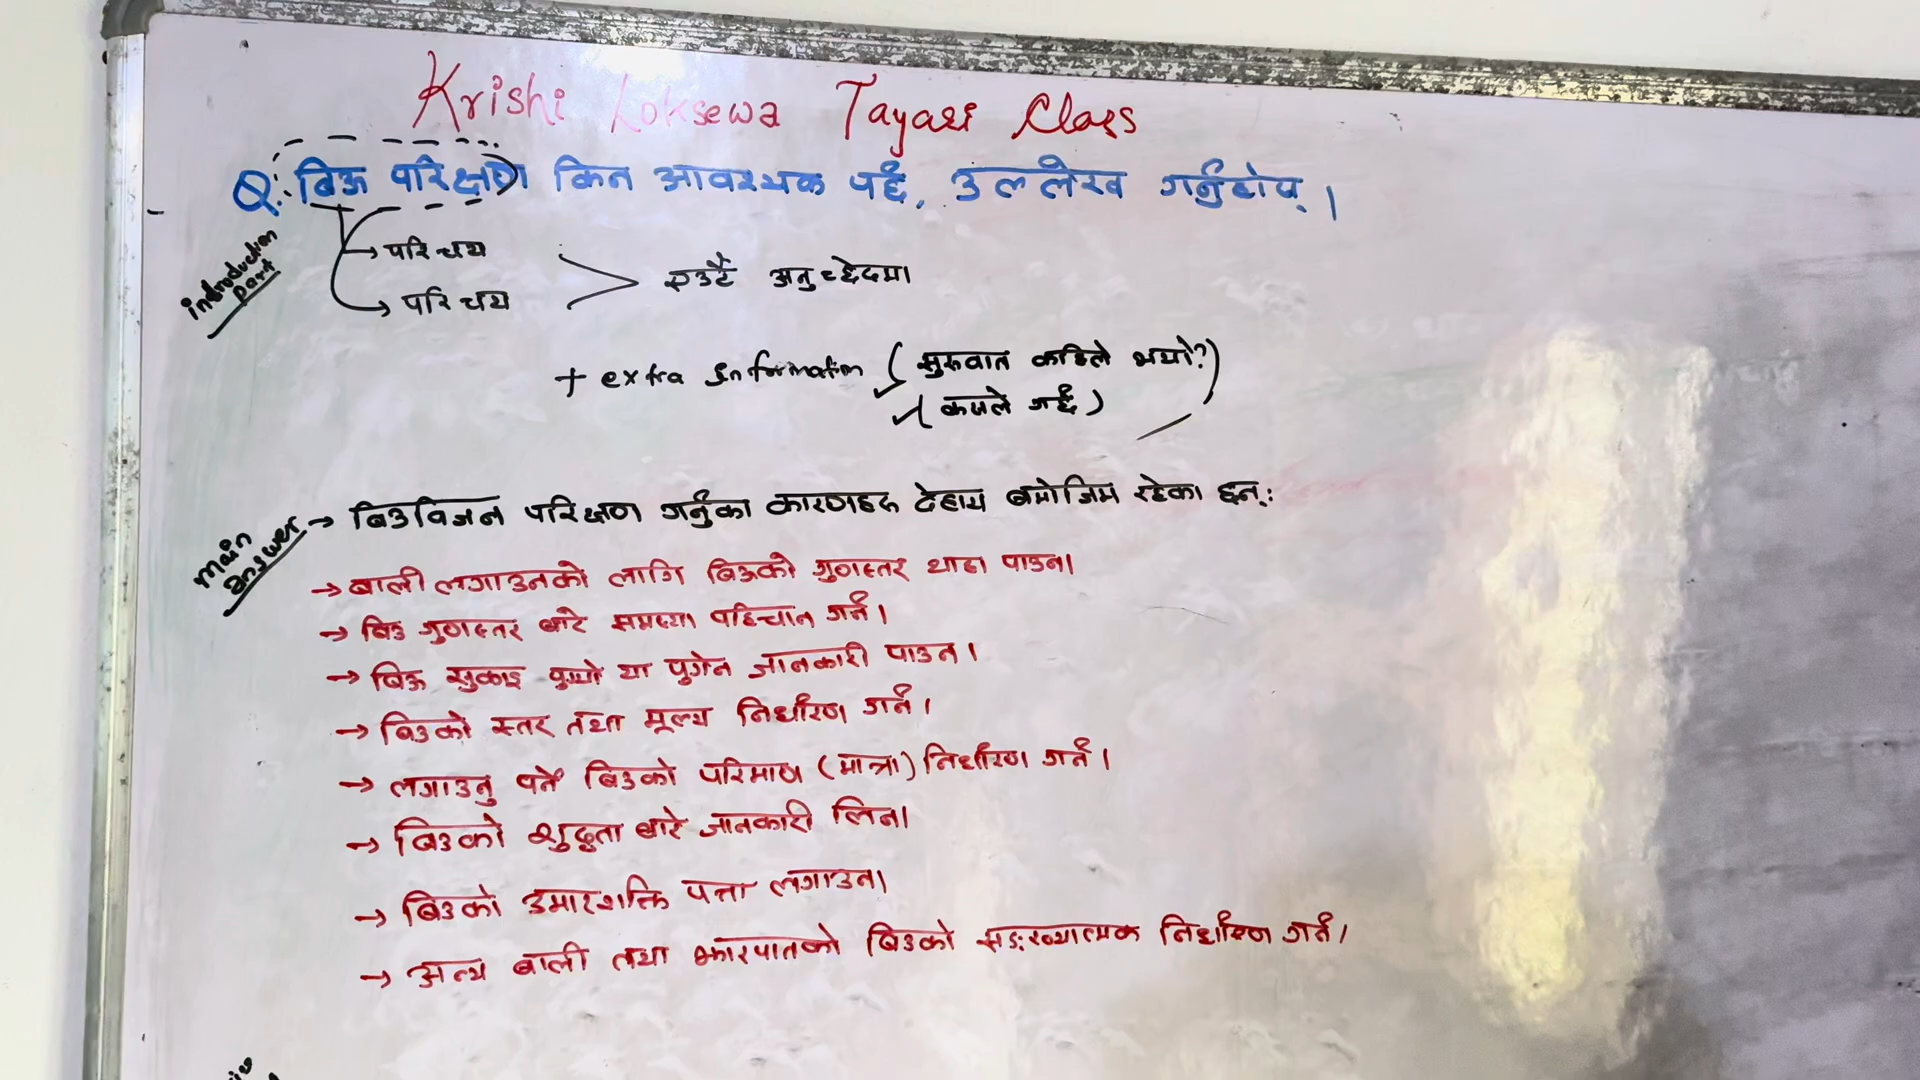 Krishi Loksewa Tayari Class
Q. बिऊ परिक्षण किन आवश्यक पर्छ, उल्लेख गर्नुहोस् ।
introduction part
→ परिचय
→ परिचय
एउटै अनुच्छेदमा
+ extra Information (सुरुवात कहिले भयो?)
(कसले गर्छ)
main answer
→ बिउविजन परिक्षण गर्नुका कारणहरु देहाय बमोजिम रहेका छन्:
→ बाली लगाउनको लागि बिऊको गुणस्तर थाहा पाउन।
→ बिउ गुणस्तर बारे समस्या पहिचान गर्न ।
→ बिऊ सुकाइ पुग्यो या पुगेन जानकारी पाउन ।
→ बिउको स्तर तथा मूल्य निर्धारण गर्न ।
→ लगाउनु पर्ने बिउको परिमाण (मात्रा) निर्धारण गर्न ।
→ बिउको शुद्धता बारे जानकारी लिन।
→ बिउको उमारशक्ति पत्ता लगाउन।
→ अन्य बाली तथा झारपातको बिउको सङ्ख्यात्मक निर्धारण गर्न।